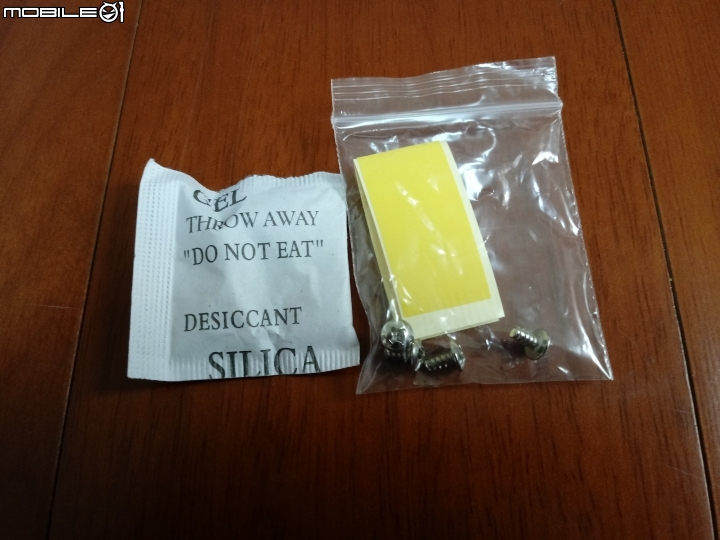 MOBILE01
GEL
THROW AWAY
"DO NOT EAT"
DESICCANT
SILICA